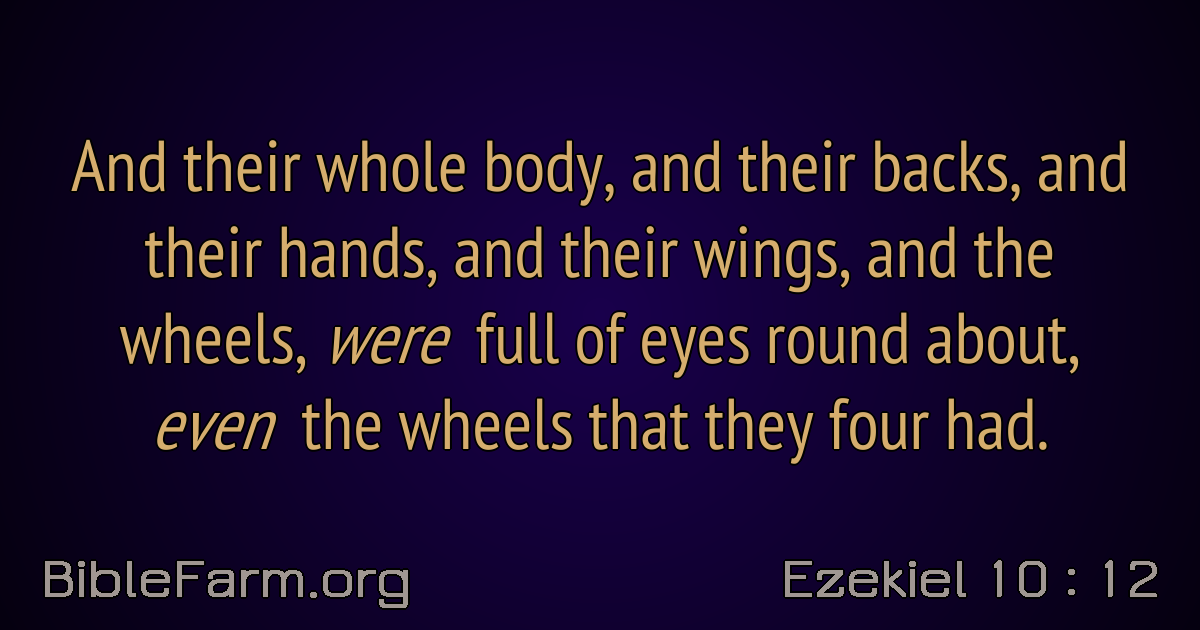 And their whole body, and their backs, and
their hands, and their wings, and the
wheels, were full of eyes round about,
even the wheels that they four had.
BibleFarm.org
Ezekiel 10 : 12